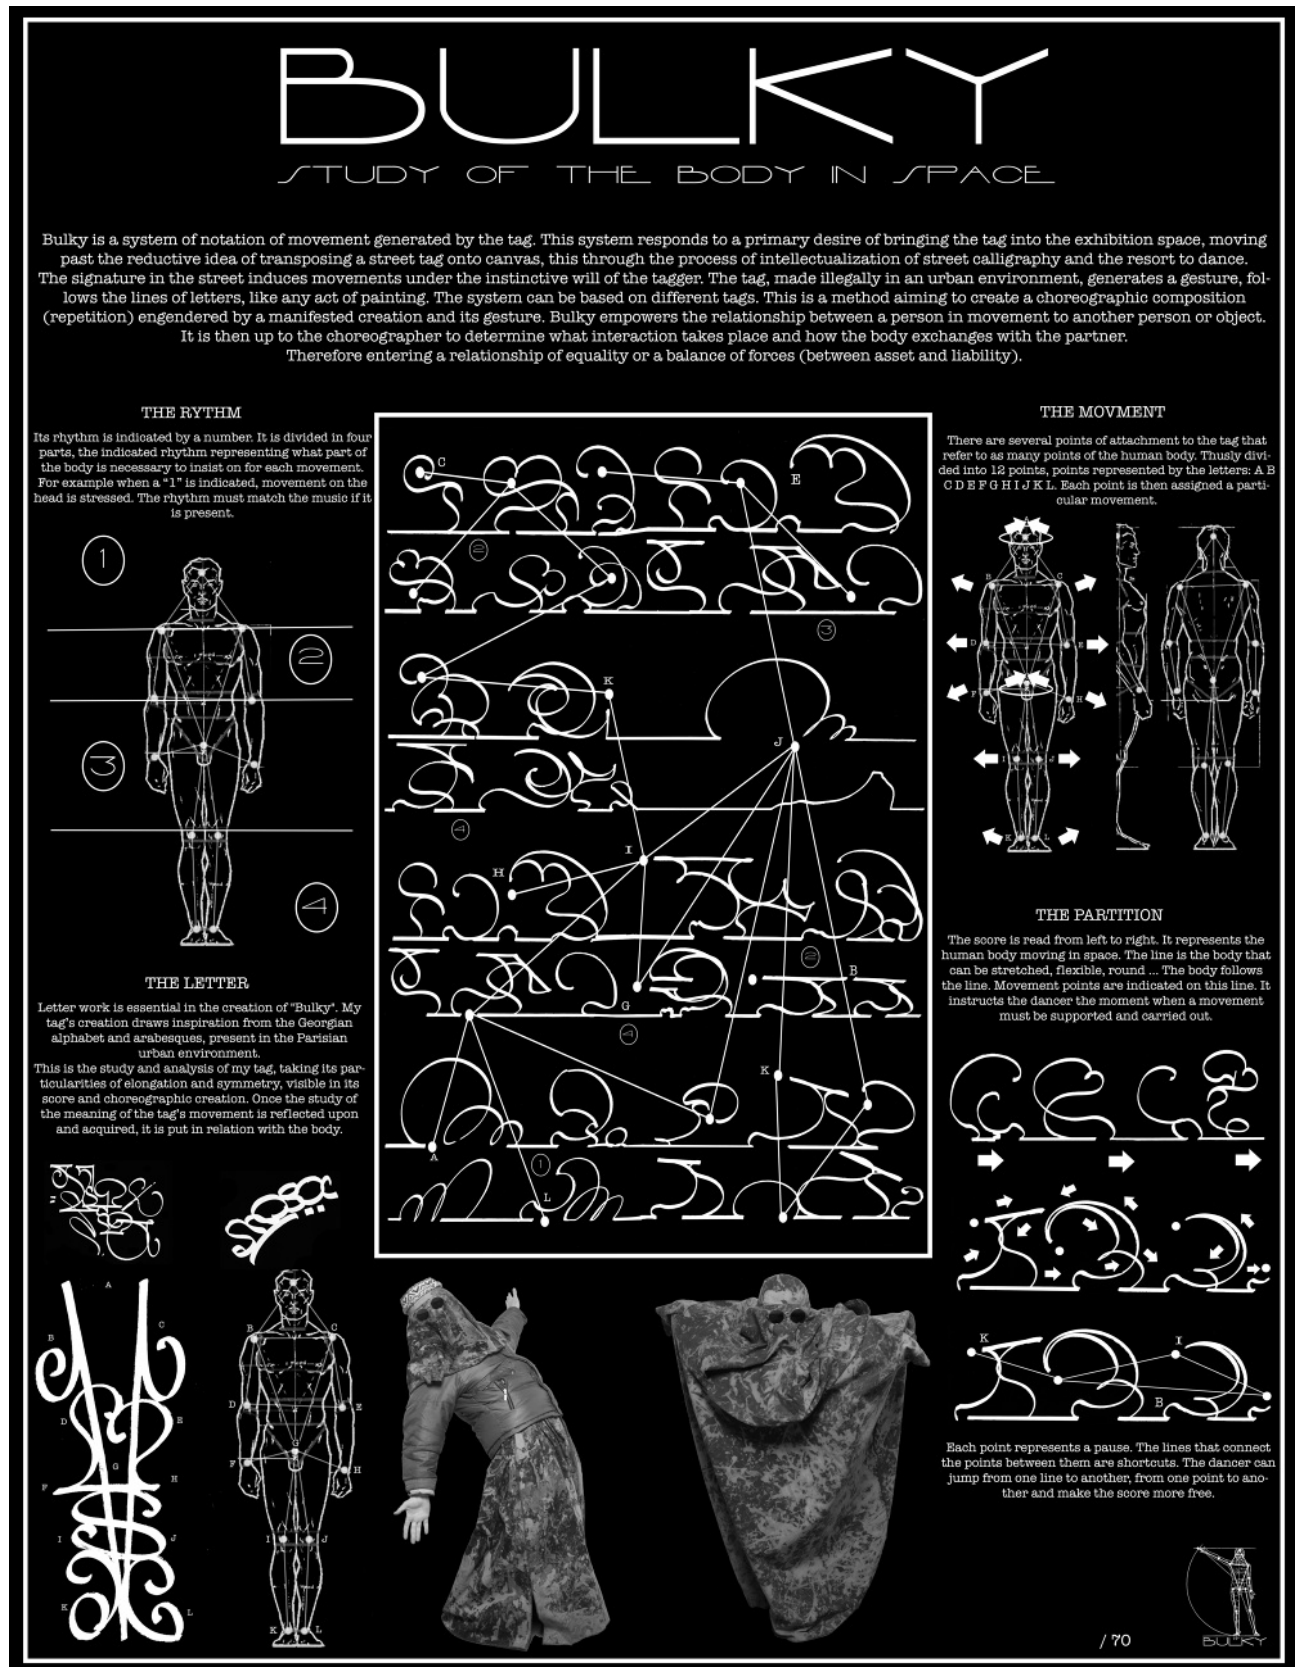 BULKY
STUDY OF THE BODY IN SPACE
Bulky is a system of notation of movement generated by the tag. This system responds to a primary desire of bringing the tag into the exhibition space, moving
past the reductive idea of transposing a street tag onto canvas, this through the process of intellectualization of street calligraphy and the resort to dance.
The signature in the street induces movements under the instinctive will of the tagger. The tag, made illegally in an urban environment, generates a gesture, fol-
lows the lines of letters, like any act of painting. The system can be based on different tags. This is a method aiming to create a choreographic composition
(repetition) engendered by a manifested creation and its gesture. Bulky empowers the relationship between a person in movement to another person or object.
It is then up to the choreographer to determine what interaction takes place and how the body exchanges with the partner.
Therefore entering a relationship of equality or a balance of forces (between asset and liability).
THE RYTHM
Its rhythm is indicated by a number. It is divided in four
parts, the indicated rhythm representing what part of
the body is necessary to insist on for each movement.
For example when a "1" is indicated, movement on the
head is stressed. The rhythm must match the music if it
is present.
1
2
3
4
THE LETTER
Letter work is essential in the creation of "Bulky". My
tag's creation draws inspiration from the Georgian
alphabet and arabesques, present in the Parisian
urban environment.
This is the study and analysis of my tag, taking its par-
ticularities of elongation and symmetry, visible in its
score and choreographic creation. Once the study of
the meaning of the tag's movement is reflected upon
and acquired, it is put in relation with the body.
A
B C
D E
G
F H
I J
K L
B C
D E
G
F H
I J
K L
C
E
2
3
K
J
4
I
H
2
B
G
4
K
A
1
L
THE MOVMENT
There are several points of attachment to the tag that
refer to as many points of the human body. Thusly divi-
ded into 12 points, points represented by the letters: A B
C D E F G H I J K L. Each point is then assigned a parti-
cular movement.
A
B C
D E
F H
I J
K L
THE PARTITION
The score is read from left to right. It represents the
human body moving in space. The line is the body that
can be stretched, flexible, round ... The body follows
the line. Movement points are indicated on this line. It
instructs the dancer the moment when a movement
must be supported and carried out.
K I
B
Each point represents a pause. The lines that connect
the points between them are shortcuts. The dancer can
jump from one line to another, from one point to ano-
ther and make the score more free.
/ 70
BULKY